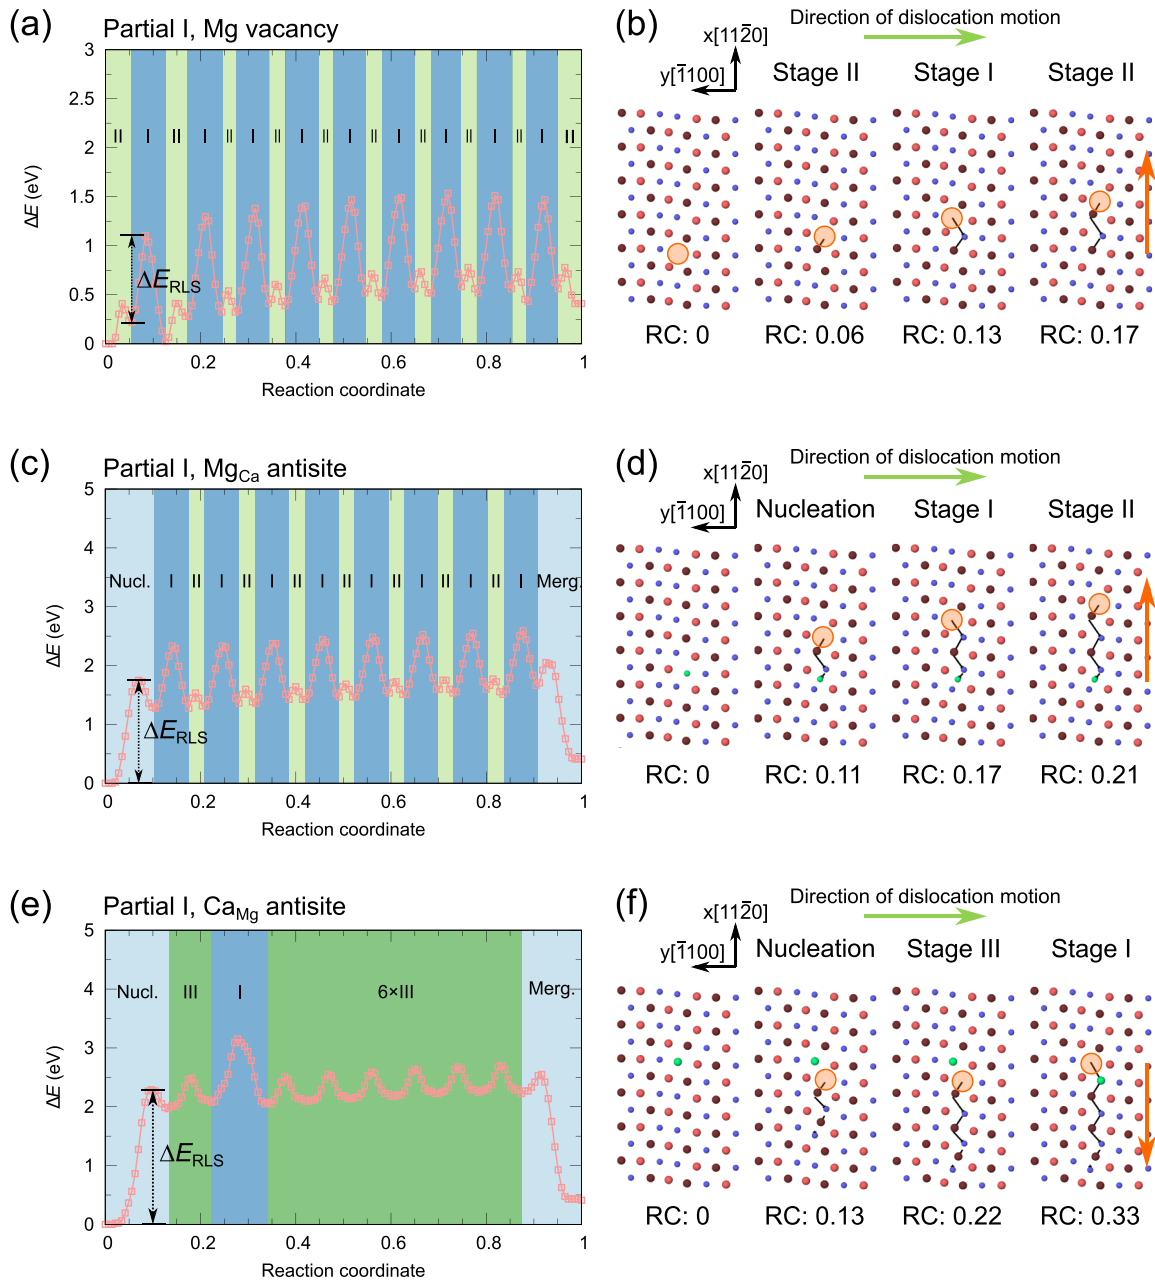 (a) Partial I, Mg vacancy
3
2.5
2
1.5
1
0.5
0
ΔE (eV)
II I II I II I II I II I II I II I II I II I II
ΔE_RLS
0 0.2 0.4 0.6 0.8 1
Reaction coordinate
(b) Direction of dislocation motion
x[112̄0]
y[1̄100]
Stage II Stage I Stage II
RC: 0 RC: 0.06 RC: 0.13 RC: 0.17
(c) Partial I, Mg_Ca antisite
5
4
3
2
1
0
ΔE (eV)
Nucl. I II I II I II I II I II I II I II I Merg.
ΔE_RLS
0 0.2 0.4 0.6 0.8 1
Reaction coordinate
(d) Direction of dislocation motion
x[112̄0]
y[1̄100]
Nucleation Stage I Stage II
RC: 0 RC: 0.11 RC: 0.17 RC: 0.21
(e) Partial I, Ca_Mg antisite
5
4
3
2
1
0
ΔE (eV)
Nucl. III I 6×III Merg.
ΔE_RLS
0 0.2 0.4 0.6 0.8 1
Reaction coordinate
(f) Direction of dislocation motion
x[112̄0]
y[1̄100]
Nucleation Stage III Stage I
RC: 0 RC: 0.13 RC: 0.22 RC: 0.33